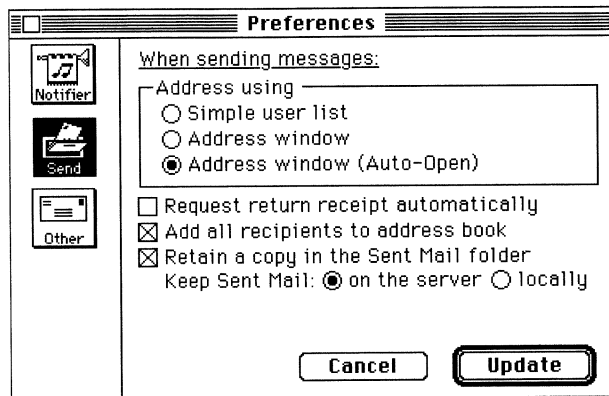 Preferences
Notifier
Send
Other
When sending messages:
Address using
Simple user list
Address window
Address window (Auto-Open)
Request return receipt automatically
Add all recipients to address book
Retain a copy in the Sent Mail folder
Keep Sent Mail: on the server locally
Cancel Update